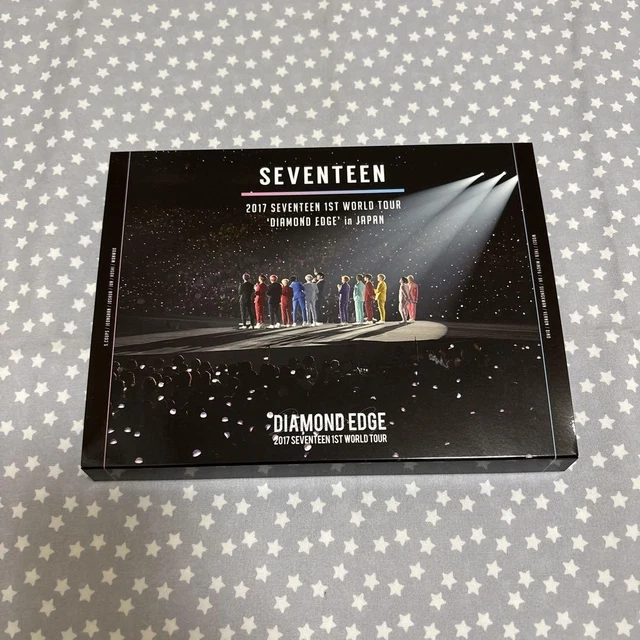 SEVENTEEN
2017 SEVENTEEN 1ST WORLD TOUR
'DIAMOND EDGE' in JAPAN
DIAMOND EDGE
2017 SEVENTEEN 1ST WORLD TOUR